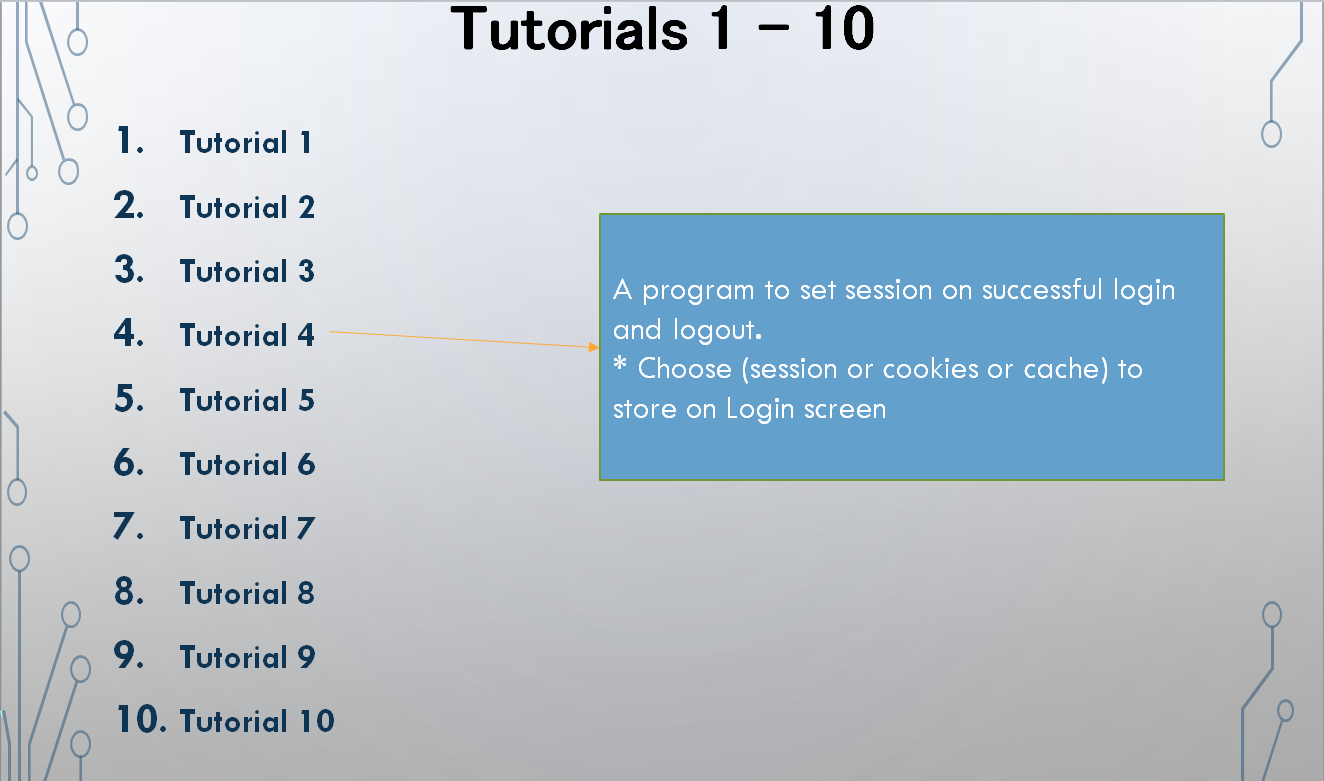 Tutorials 1 – 10
1. Tutorial 1
2. Tutorial 2
3. Tutorial 3
4. Tutorial 4
5. Tutorial 5
6. Tutorial 6
7. Tutorial 7
8. Tutorial 8
9. Tutorial 9
10. Tutorial 10
A program to set session on successful login
and logout.
* Choose (session or cookies or cache) to
store on Login screen